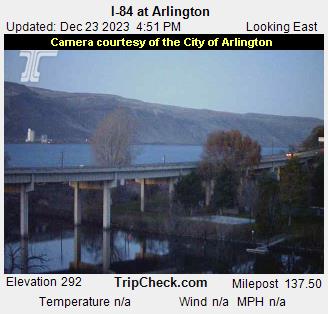 I-84 at Arlington
Updated: Dec 23 2023 4:51 PM Looking East
Camera courtesy of the City of Arlington
Elevation 292 TripCheck.com Milepost 137.50
Temperature n/a Wind n/a MPH n/a